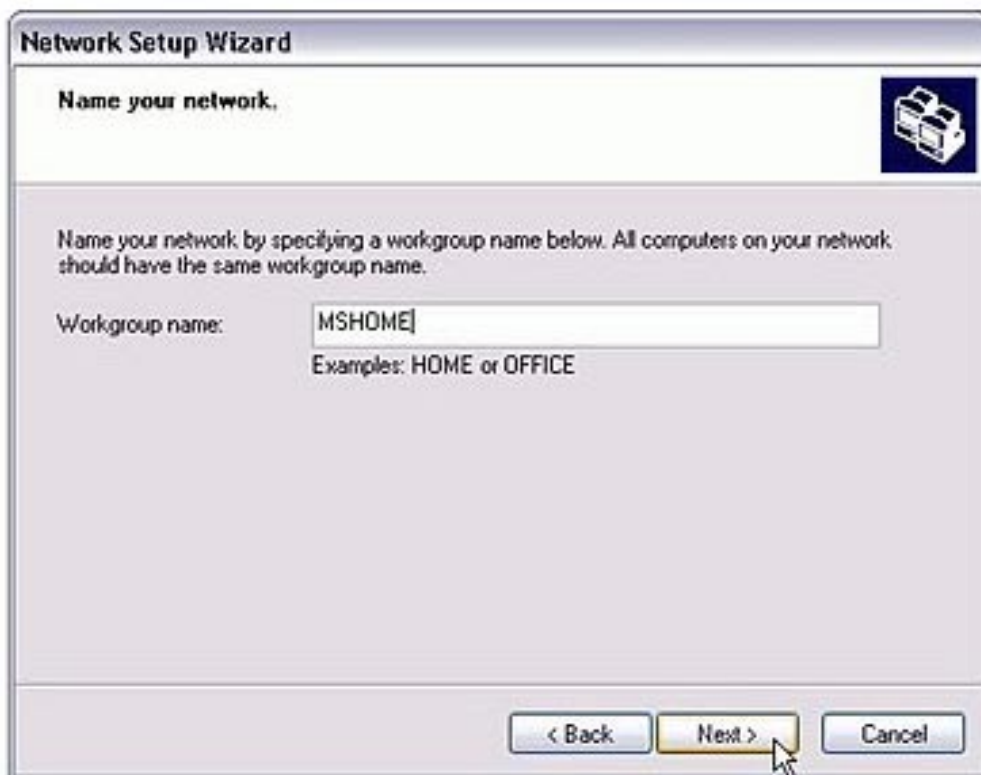 Network Setup Wizard
Name your network.
Name your network by specifying a workgroup name below. All computers on your network
should have the same workgroup name.
Workgroup name: MSHOME
Examples: HOME or OFFICE
< Back Next > Cancel